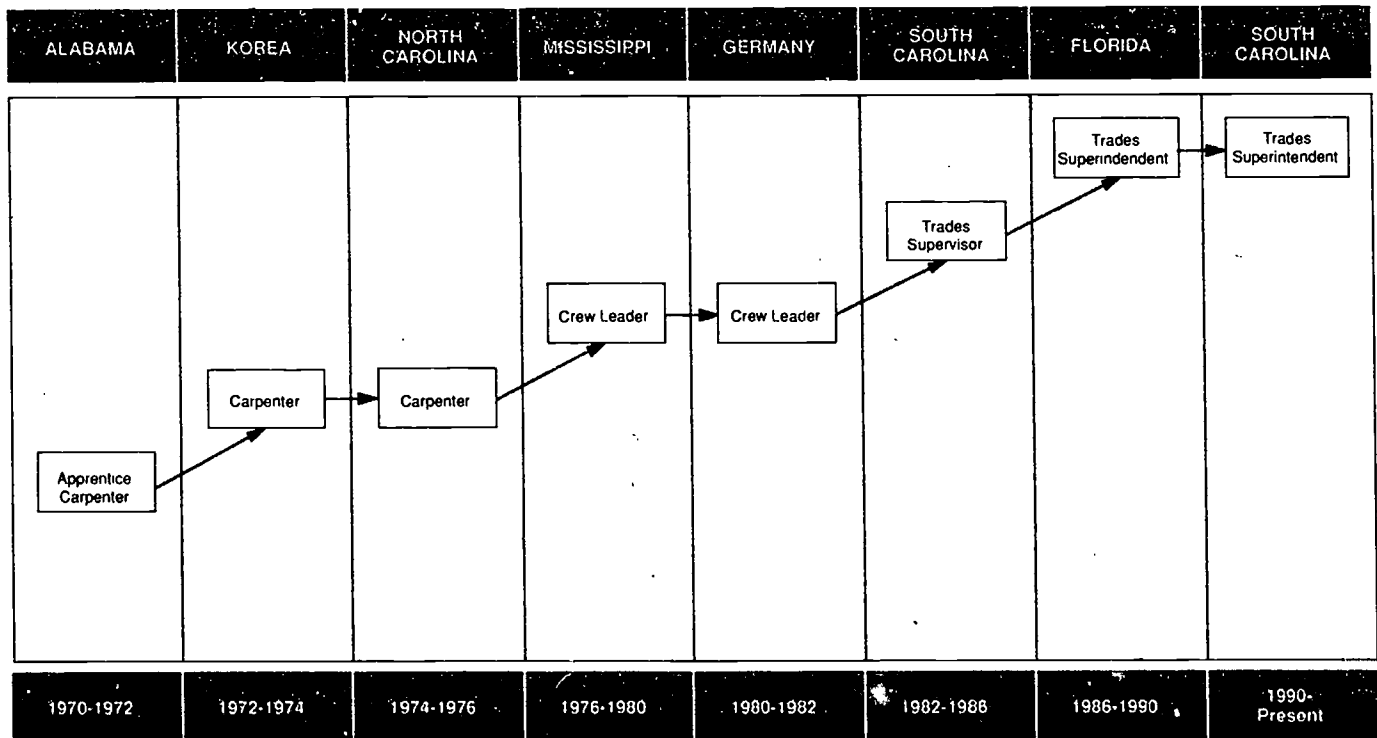 ALABAMA
KOREA
NORTH
CAROLINA
MISSISSIPPI
GERMANY
SOUTH
CAROLINA
FLORIDA
SOUTH
CAROLINA
Trades
Superindendent
Trades
Superintendent
Trades
Supervisor
Crew Leader
Crew Leader
Carpenter
Carpenter
Apprentice
Carpenter
1970-1972
1972-1974
1974-1976
1976-1980
1980-1982
1982-1986
1986-1990
1990-
Present